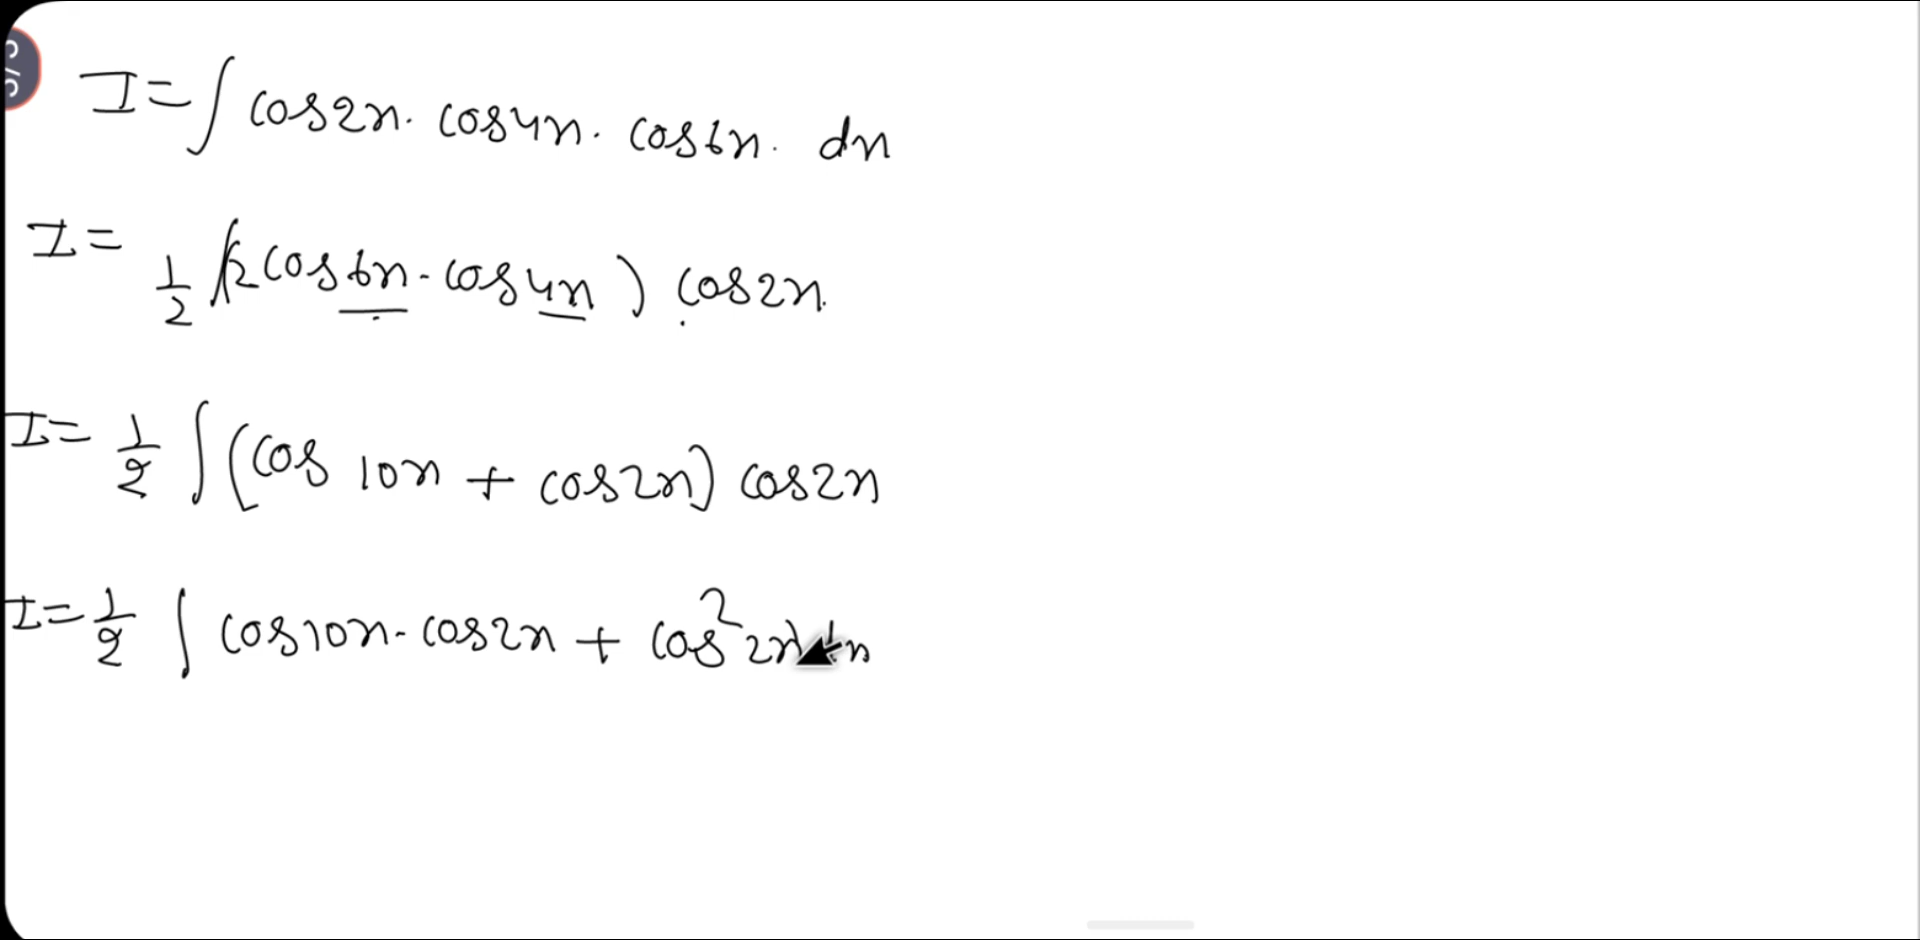 I = ∫ cos2x. cos4x. cos6x. dx
I = 1/2 ∫(2cos6x - cos4x) cos2x.
I = 1/2 ∫(cos 10x + cos2x) cos2x
I = 1/2 ∫ cos10x - cos2x + cos²2x